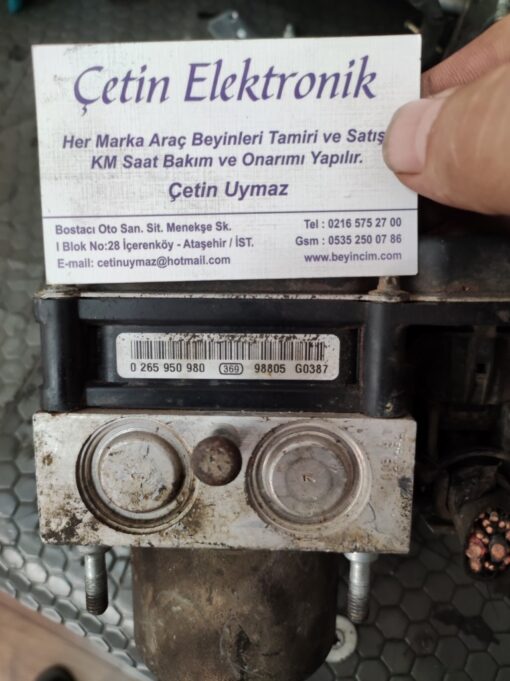 Çetin Elektronik
Her Marka Araç Beyinleri Tamiri ve Satış
KM Saat Bakım ve Onarımı Yapılır.
Çetin Uymaz
Bostacı Oto San. Sit. Menekşe Sk.
I Blok No:28 İçerenköy - Ataşehir / İST.
E-mail: cetinuymaz@hotmail.com
Tel : 0216 575 27 00
Gsm : 0535 250 07 86
www.beyincim.com
0 265 950 980 369 98805 G0387